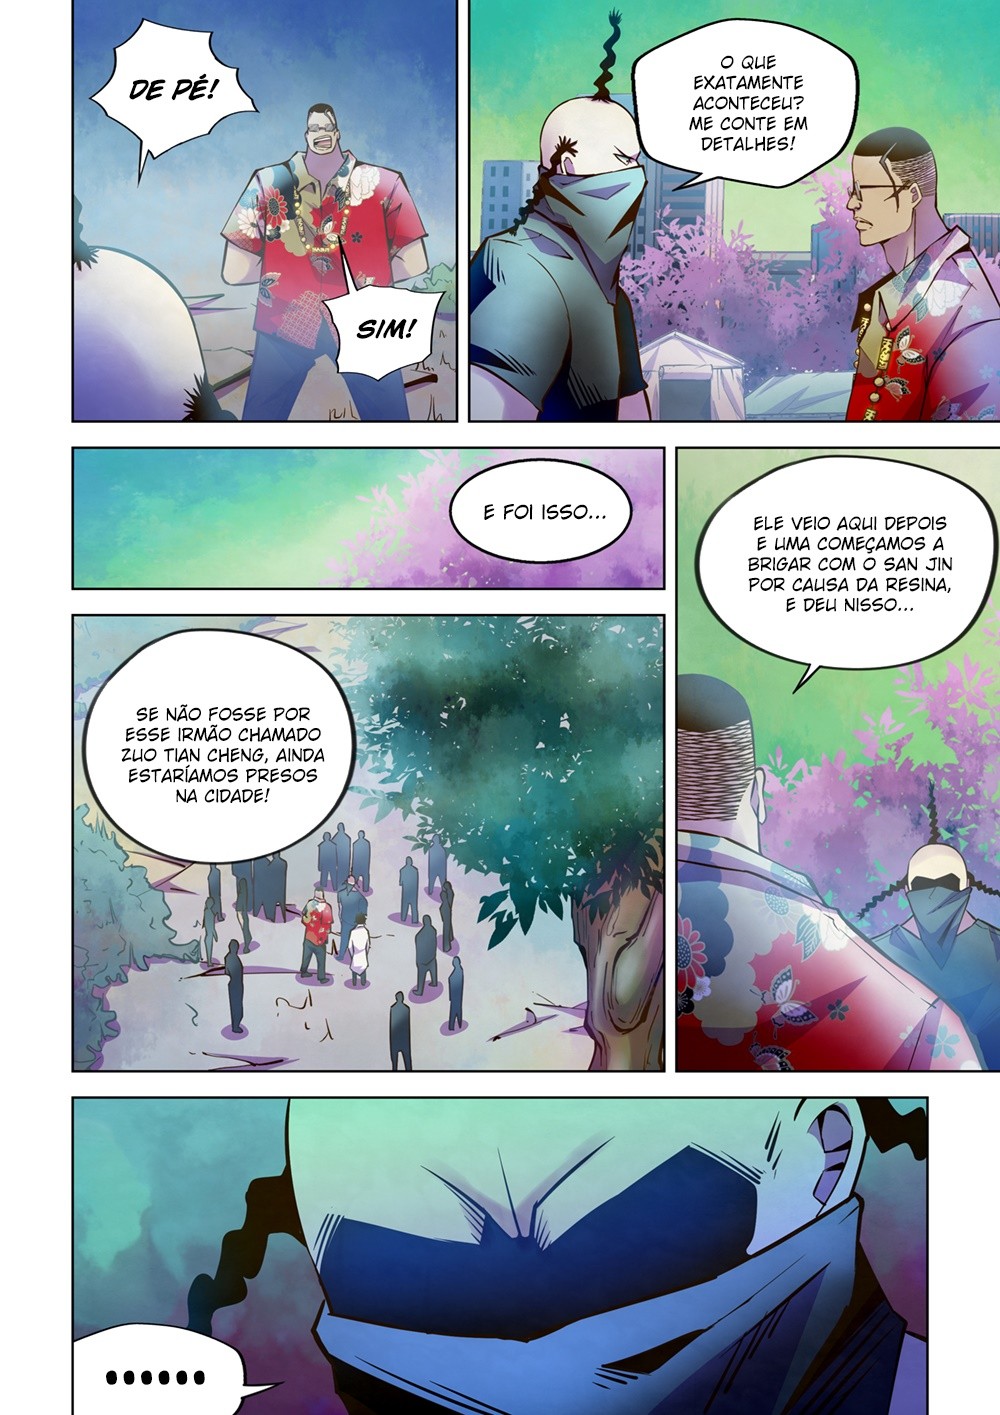 DE PÉ!
SIM!
O QUE
EXATAMENTE
ACONTECEU?
ME CONTE EM
DETALHES!
E FOI ISSO...
ELE VEIO AQUI DEPOIS
E UMA COMEÇAMOS A
BRIGAR COM O SAN JIN
POR CAUSA DA RESINA,
E DEU NISSO...
SE NÃO FOSSE POR
ESSE IRMÃO CHAMADO
ZUO TIAN CHENG, AINDA
ESTARÍAMOS PRESOS
NA CIDADE!
......